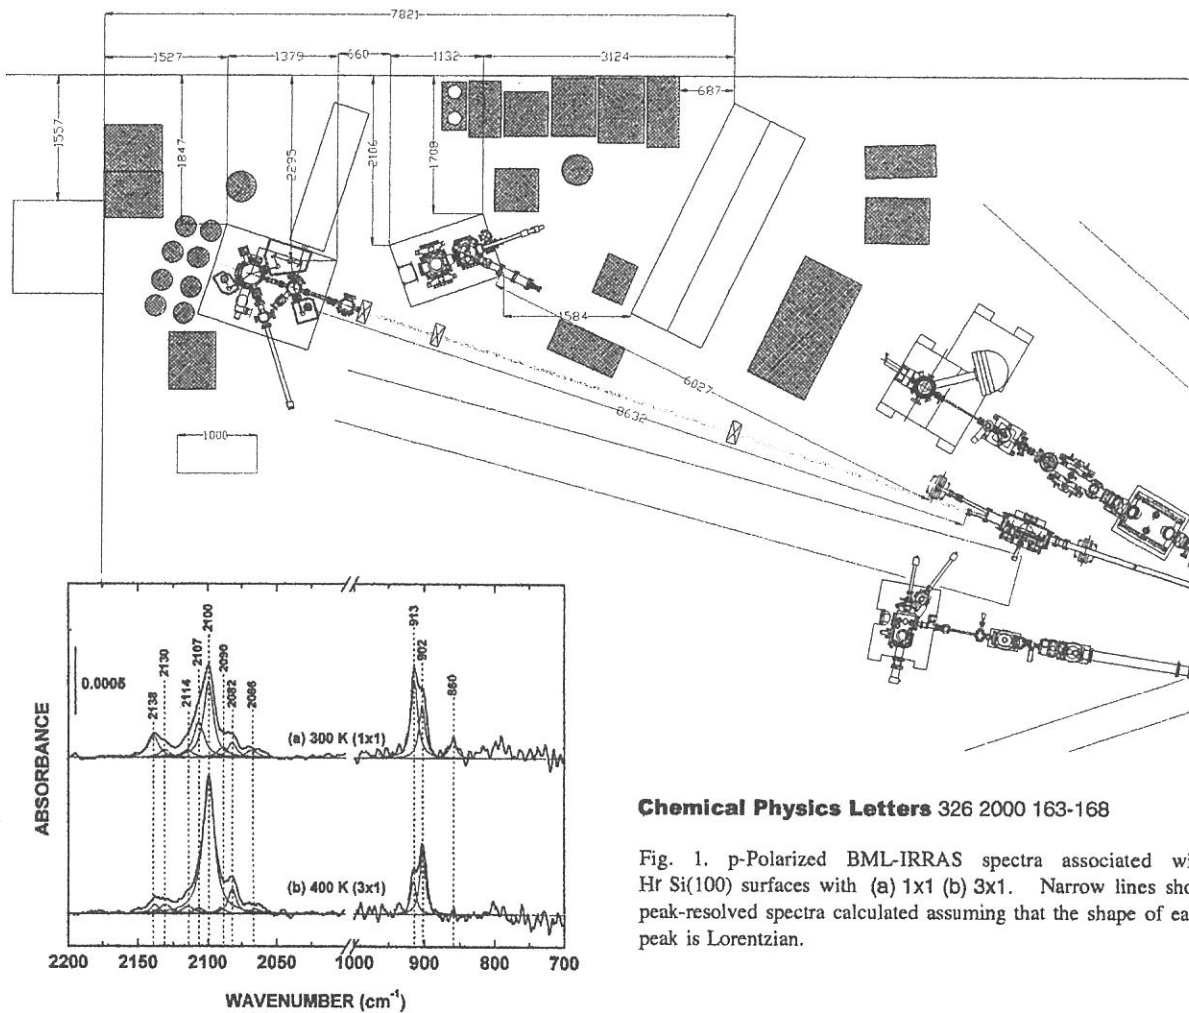 7821
1527
1379
660
1132
3124
687
1557
1847
2295
2106
1708
1584
6027
8632
1000
2138
2130
2114
2107
2100
2090
2082
2066
913
902
860
0.0005
(a) 300 K (1x1)
(b) 400 K (3x1)
ABSORBANCE
2200 2150 2100 2050 1000 900 800 700
WAVENUMBER (cm⁻¹)
Chemical Physics Letters 326 2000 163-168
Fig. 1. p-Polarized BML-IRRAS spectra associated wi
Hr Si(100) surfaces with (a) 1x1 (b) 3x1. Narrow lines sho
peak-resolved spectra calculated assuming that the shape of ea
peak is Lorentzian.